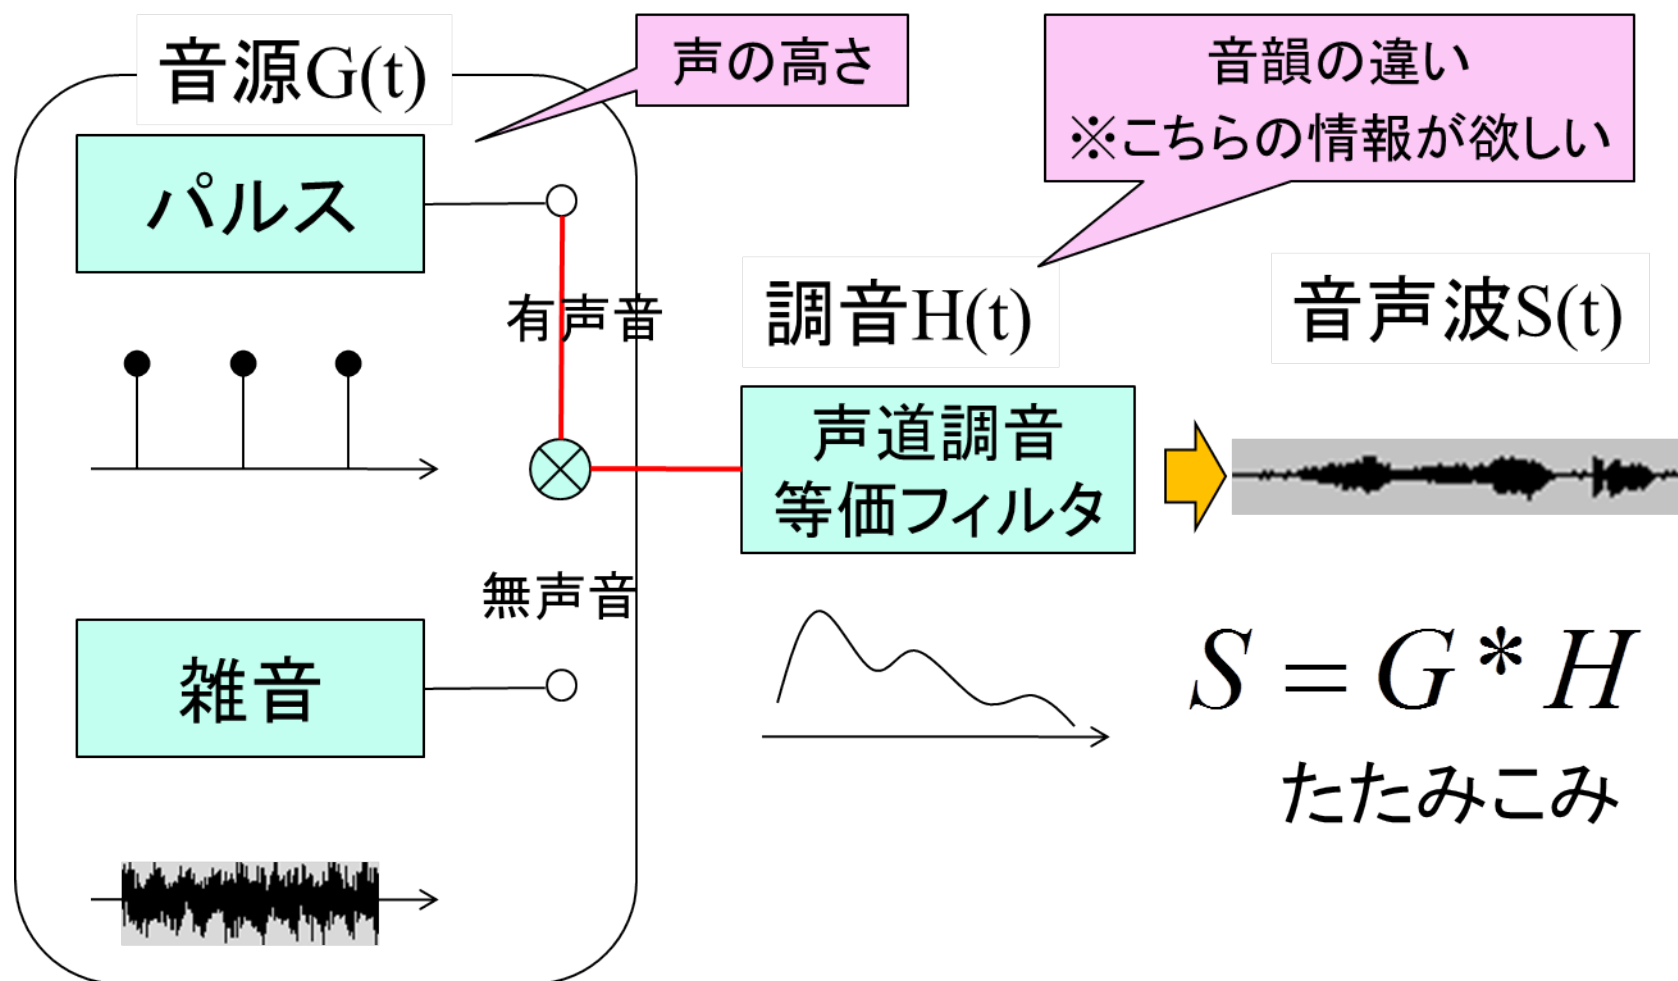 音源G(t)
声の高さ
音韻の違い
※こちらの情報が欲しい
パルス
有声音
調音H(t)
音声波S(t)
声道調音
等価フィルタ
無声音
雑音
S = G * H
たたみこみ